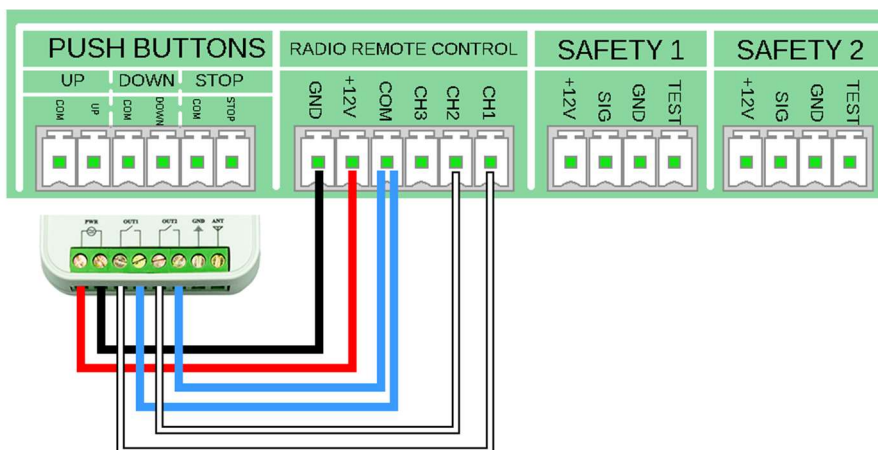 PUSH BUTTONS
UP DOWN STOP
COM UP COM DOWN COM STOP
RADIO REMOTE CONTROL
GND +12V COM CH3 CH2 CH1
SAFETY 1
+12V SIG GND TEST
SAFETY 2
+12V SIG GND TEST
PWR OUT1 OUT2 GND ANT